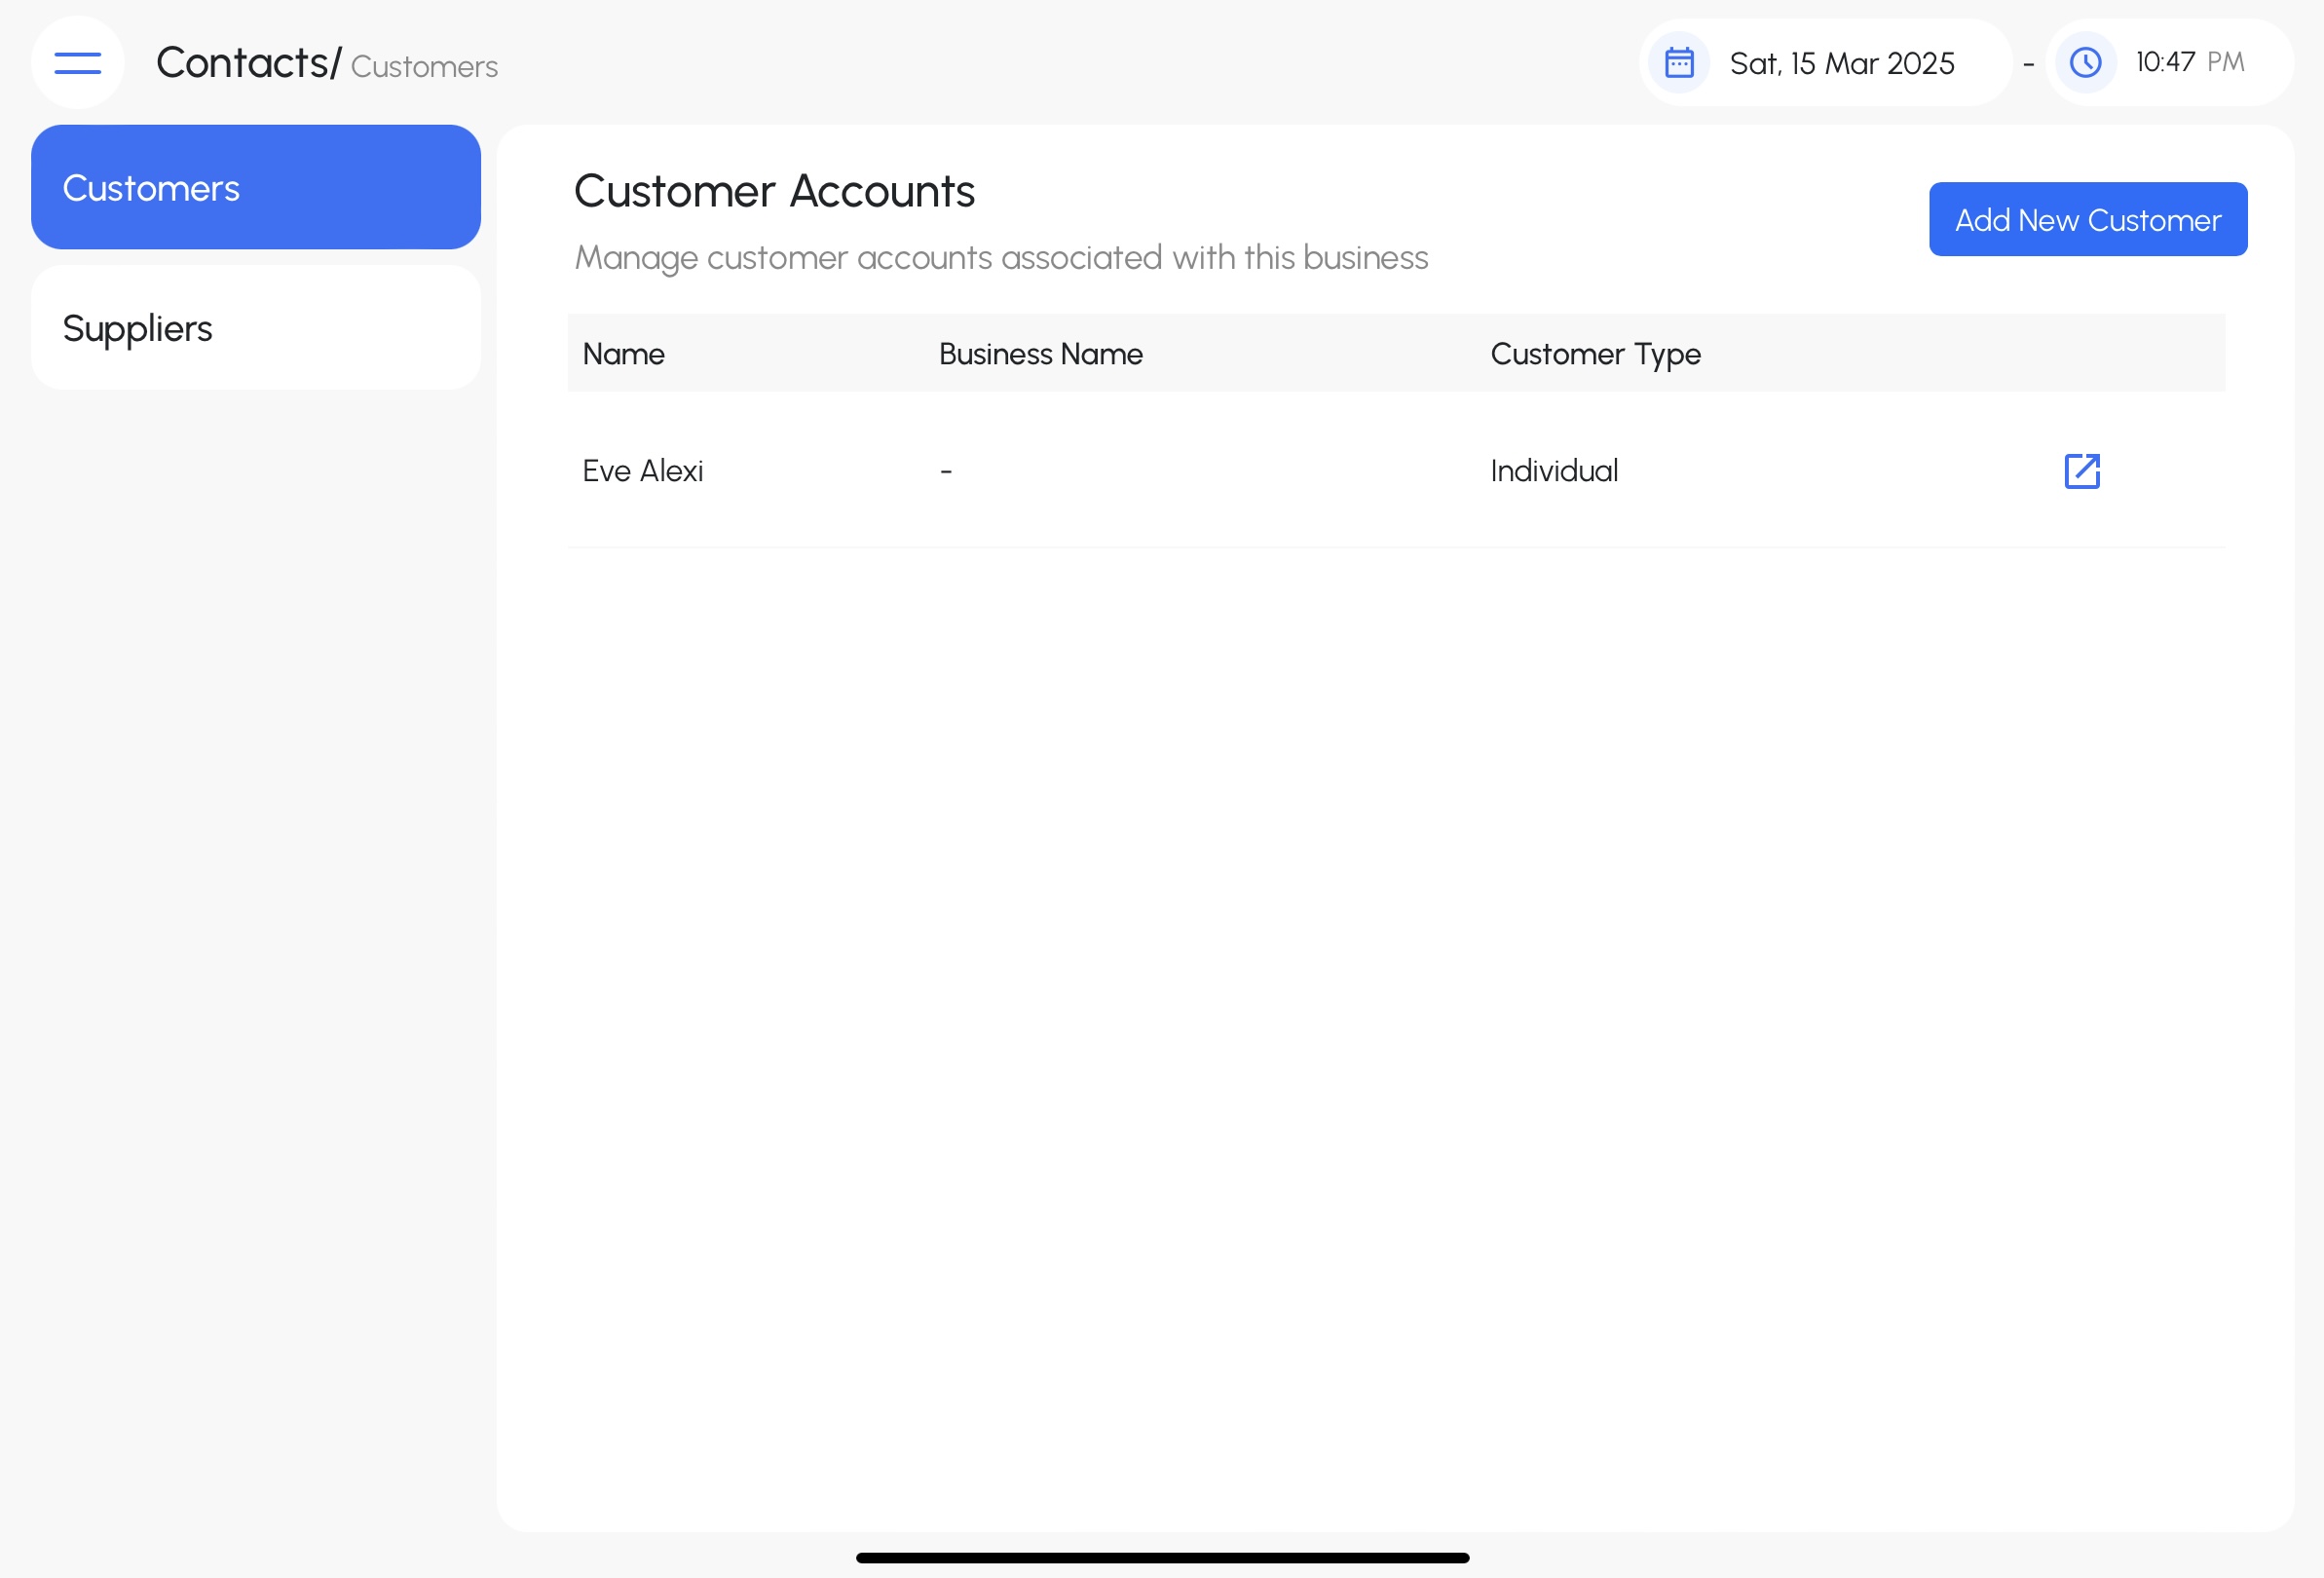 Contacts/ Customers
Sat, 15 Mar 2025 - 10:47 PM
Customers
Suppliers
Customer Accounts
Manage customer accounts associated with this business
Add New Customer
Name Business Name Customer Type
Eve Alexi - Individual